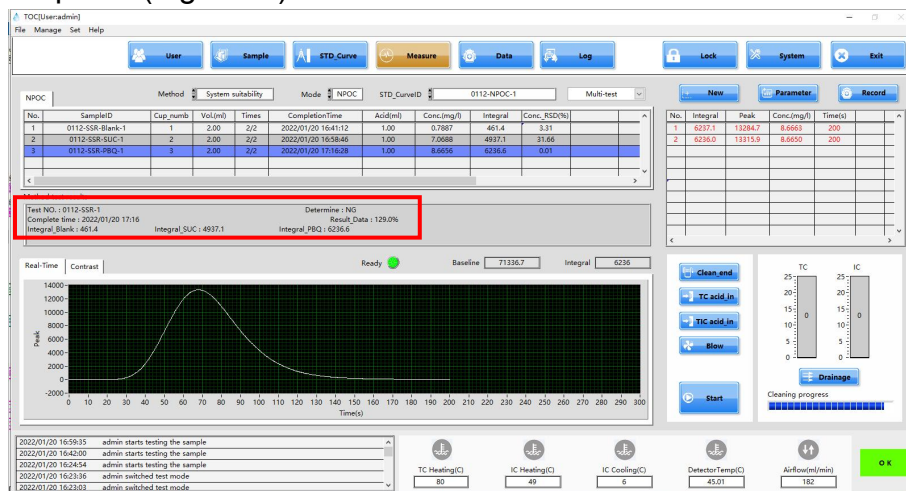 TOC[User:admin]
File Manage Set Help
User Sample STD_Curve Measure Data Log Lock System Exit
NPOC Method System suitability Mode NPOC STD_CurveID 0112-NPOC-1 Multi-test
New Parameter Record
No. SampleID Cup_numb Vol.(ml) Times CompletionTime Acid(ml) Conc.(mg/l) Integral Conc._RSD(%)
1 0112-SSR-Blank-1 1 2.00 2/2 2022/01/20 16:41:12 1.00 0.7887 461.4 3.31
2 0112-SSR-SUC-1 2 2.00 2/2 2022/01/20 16:58:46 1.00 7.0688 4937.1 31.66
3 0112-SSR-PBQ-1 3 2.00 2/2 2022/01/20 17:16:28 1.00 8.6656 6236.6 0.01
No. Integral Peak Conc.(mg/l) Time(s)
1 6237.1 13284.7 8.6663 200
2 6236.0 13315.9 8.6650 200
Test NO. : 0112-SSR-1 Determine : NG
Complete time : 2022/01/20 17:16 Result_Data : 129.0%
Integral_Blank : 461.4 Integral_SUC : 4937.1 Integral_PBQ : 6236.6
Real-Time Contrast Ready Baseline 71336.7 Integral 6236
14000
12000
10000
8000
6000
4000
2000
0
-2000
Peak
0 10 20 30 40 50 60 70 80 90 100 110 120 130 140 150 160 170 180 190 200 210 220 230 240 250 260 270 280 290 300
Time(s)
Clean_end
TC acid_in
TIC acid_in
Blow
Start
TC IC
25 25
20 20
15 15
0 0
10 10
5 5
0 0
Drainage
Cleaning progress
2022/01/20 16:59:35 admin starts testing the sample
2022/01/20 16:42:00 admin starts testing the sample
2022/01/20 16:24:54 admin starts testing the sample
2022/01/20 16:23:36 admin switched test mode
2022/01/20 16:23:03 admin switched test mode
TC Heating(C) IC Heating(C) IC Cooling(C) DetectorTemp(C) Airflow(ml/min)
80 49 6 45.01 182
O K